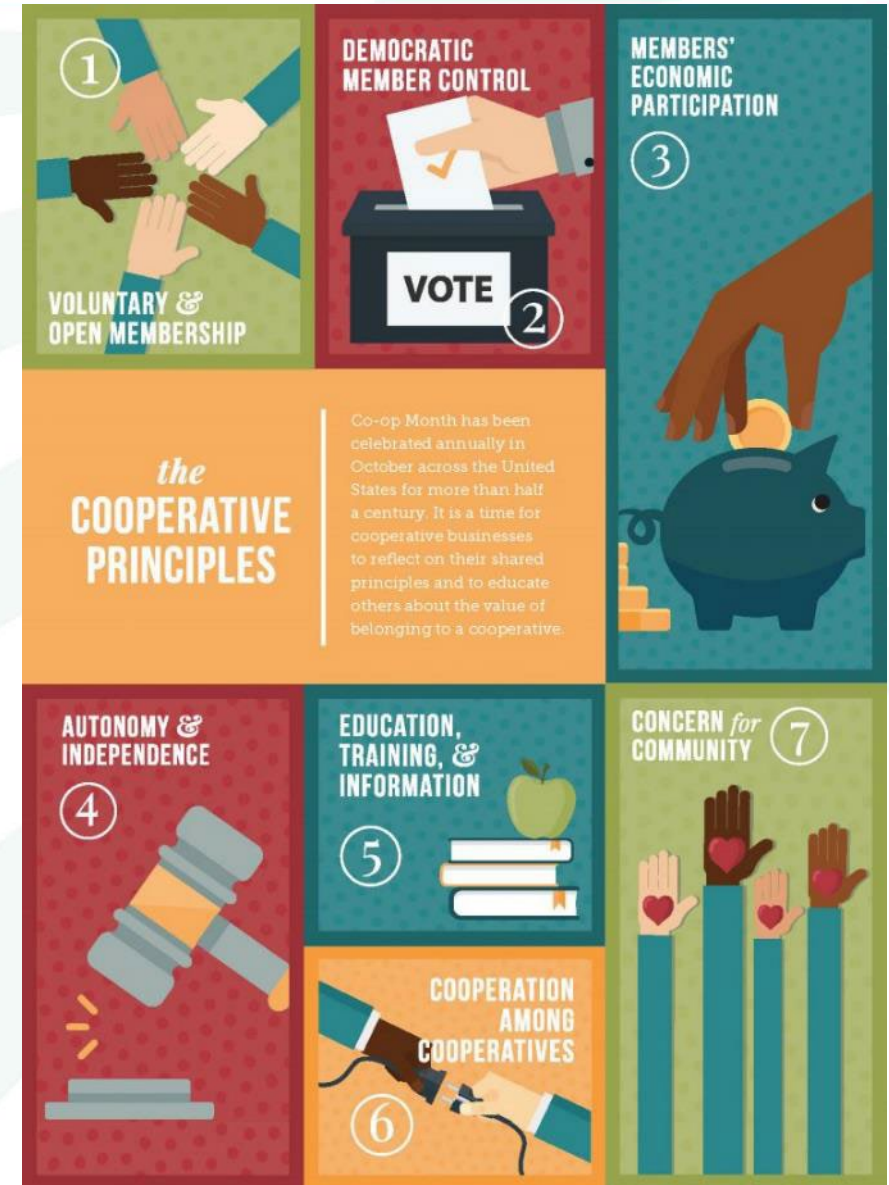 1
VOLUNTARY &
OPEN MEMBERSHIP
DEMOCRATIC
MEMBER CONTROL
VOTE
2
MEMBERS'
ECONOMIC
PARTICIPATION
3
the
COOPERATIVE
PRINCIPLES
Co-op Month has been
celebrated annually in
October across the United
States for more than half
a century. It is a time for
cooperative businesses
to reflect on their shared
principles and to educate
others about the value of
belonging to a cooperative.
AUTONOMY &
INDEPENDENCE
4
EDUCATION,
TRAINING, &
INFORMATION
5
COOPERATION
AMONG
COOPERATIVES
6
CONCERN for
COMMUNITY
7